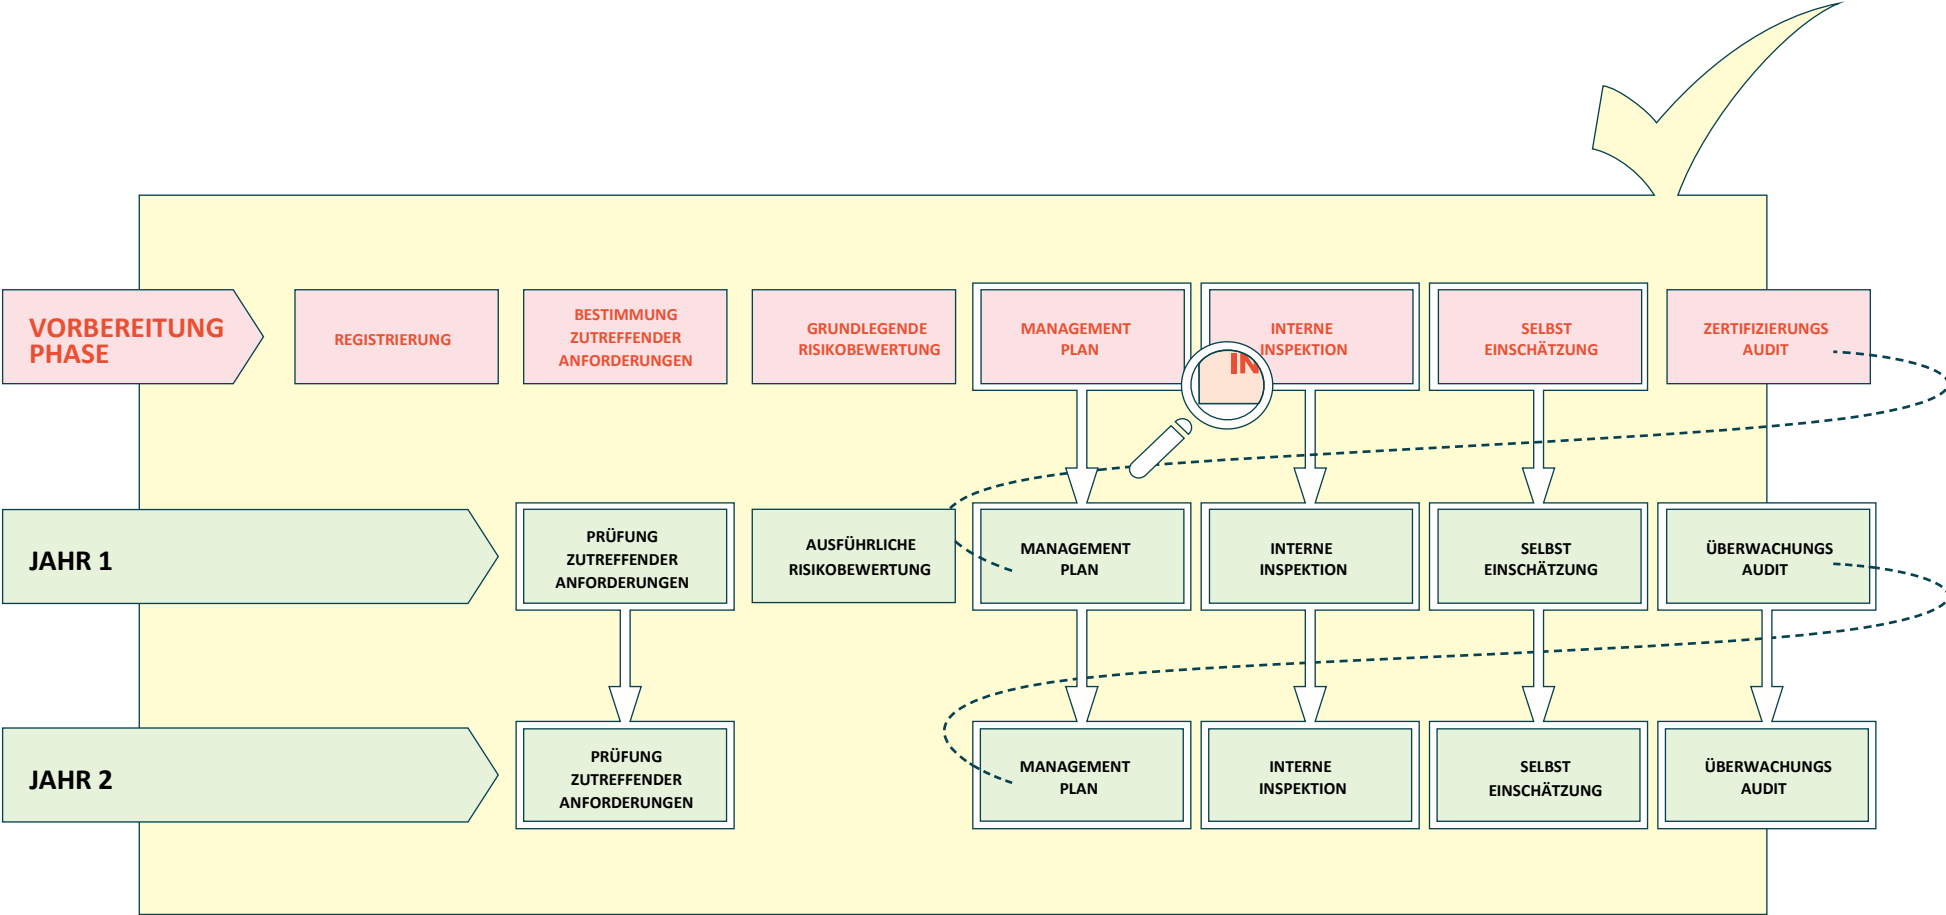 VORBEREITUNG
PHASE
REGISTRIERUNG
BESTIMMUNG
ZUTREFFENDER
ANFORDERUNGEN
GRUNDLEGENDE
RISIKOBEWERTUNG
MANAGEMENT
PLAN
INTERNE
INSPEKTION
IN
SELBST
EINSCHÄTZUNG
ZERTIFIZIERUNGS
AUDIT
JAHR 1
PRÜFUNG
ZUTREFFENDER
ANFORDERUNGEN
AUSFÜHRLICHE
RISIKOBEWERTUNG
MANAGEMENT
PLAN
INTERNE
INSPEKTION
SELBST
EINSCHÄTZUNG
ÜBERWACHUNGS
AUDIT
JAHR 2
PRÜFUNG
ZUTREFFENDER
ANFORDERUNGEN
MANAGEMENT
PLAN
INTERNE
INSPEKTION
SELBST
EINSCHÄTZUNG
ÜBERWACHUNGS
AUDIT